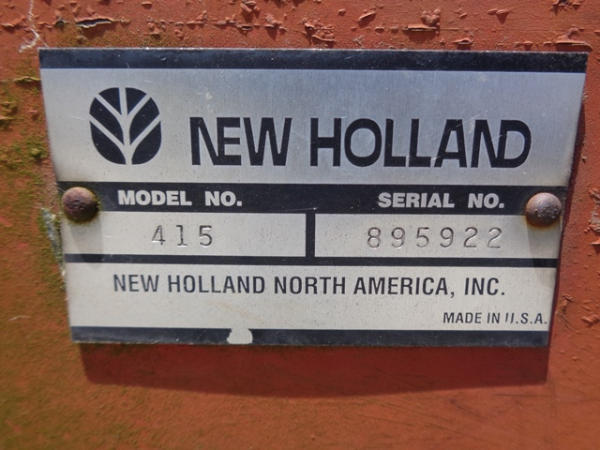 NEW HOLLAND
MODEL NO. SERIAL NO.
415 895922
NEW HOLLAND NORTH AMERICA, INC.
MADE IN U.S.A.